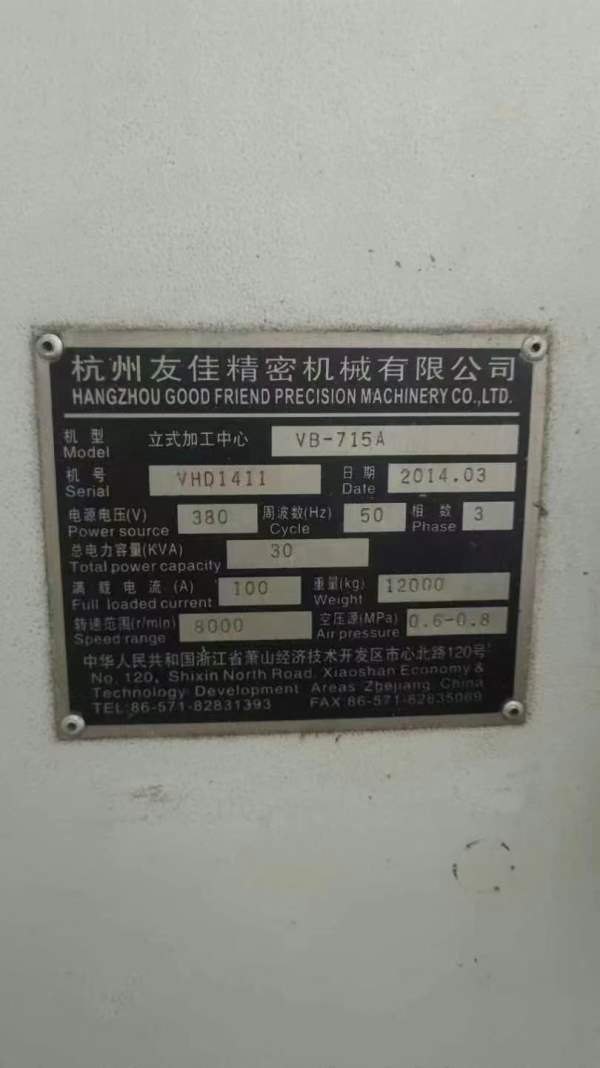 杭州友佳精密机械有限公司
HANGZHOU GOOD FRIEND PRECISION MACHINERY CO.,LTD.
机型 立式加工中心 VB-715A
Model
机号 VHD1411 日期 2014.03
Serial Date
电源电压(V) 380 周波数(Hz) 50 相数 3
Power source Cycle Phase
总电力容量(KVA) 30
Total power capacity
满载电流(A) 100 重量(kg) 12000
Full loaded current Weight
转速范围(r/min) 8000 空压源(MPa) 0.6-0.8
Speed range Air pressure
中华人民共和国浙江省萧山经济技术开发区市心北路120号
No. 120, Shixin North Road, Xiaoshan Economy &
Technology Development Areas Zhejiang China
TEL:86-571-82831393 FAX:86-571-82835069